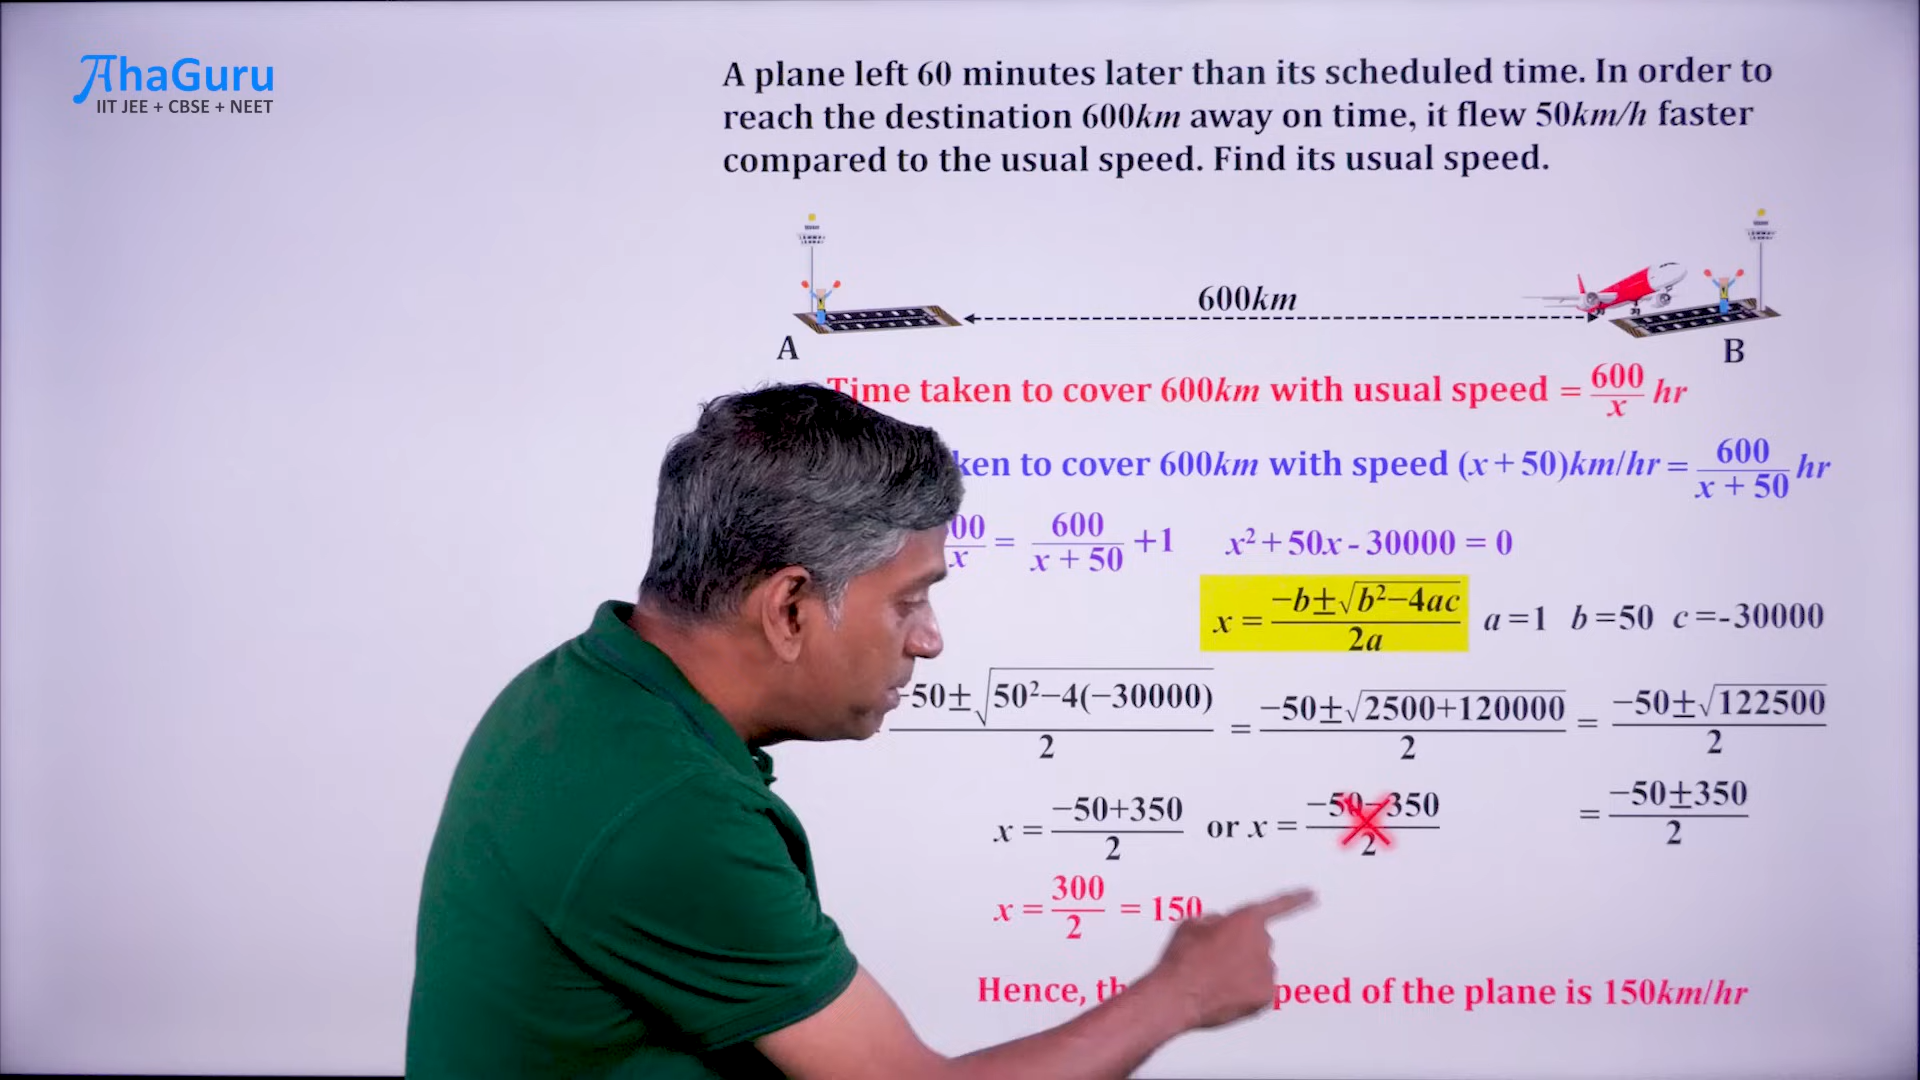 AhaGuru
IIT JEE + CBSE + NEET
A plane left 60 minutes later than its scheduled time. In order to
reach the destination 600km away on time, it flew 50km/h faster
compared to the usual speed. Find its usual speed.
600km
A
B
Time taken to cover 600km with usual speed = 600/x hr
ken to cover 600km with speed (x + 50)km/hr = 600/(x + 50) hr
00/x = 600/(x + 50) +1 x² + 50x - 30000 = 0
x = (−b±√(b²−4ac))/2a a=1 b=50 c=-30000
−50±√(50²−4(−30000))/2 = (−50±√(2500+120000))/2 = (−50±√122500)/2
x = (−50+350)/2 or x = (−50−350)/2 = (−50±350)/2
x = 300/2 = 150
Hence, th peed of the plane is 150km/hr